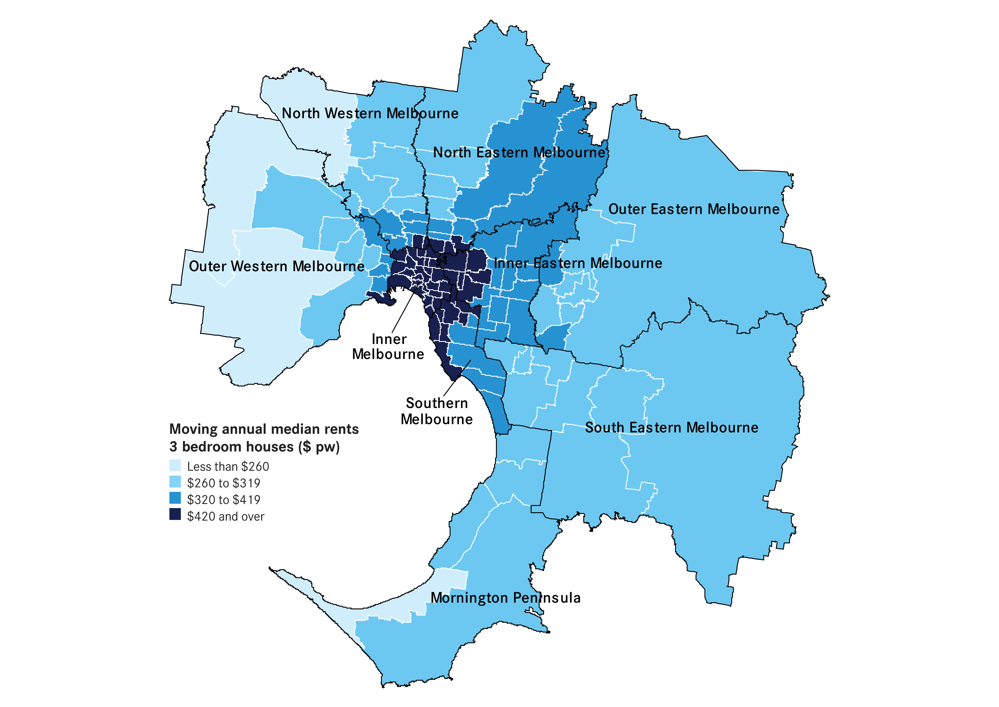 North Western Melbourne
North Eastern Melbourne
Outer Eastern Melbourne
Outer Western Melbourne
Inner Eastern Melbourne
Inner
Melbourne
Southern
Melbourne
South Eastern Melbourne
Moving annual median rents
3 bedroom houses ($ pw)
Less than $260
$260 to $319
$320 to $419
$420 and over
Mornington Peninsula